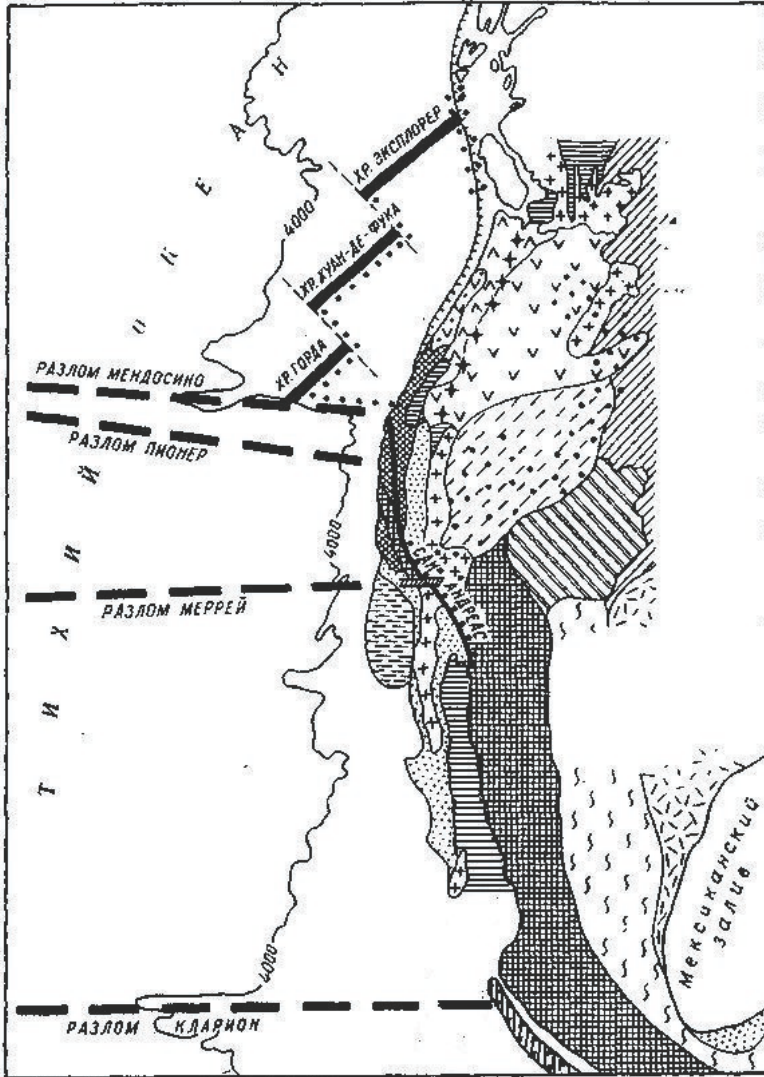 ТИХИЙ ОКЕАН
ХР. ЭКСПЛОРЕР
4000
ХР. ХУАН-ДЕ-ФУКА
ХР. ГОРДА
РАЗЛОМ МЕНДОСИНО
РАЗЛОМ ПИОНЕР
4000
САН-АНДРЕАС
РАЗЛОМ МЕРРЕЙ
Мексиканский
залив
4000
РАЗЛОМ КЛАРИОН